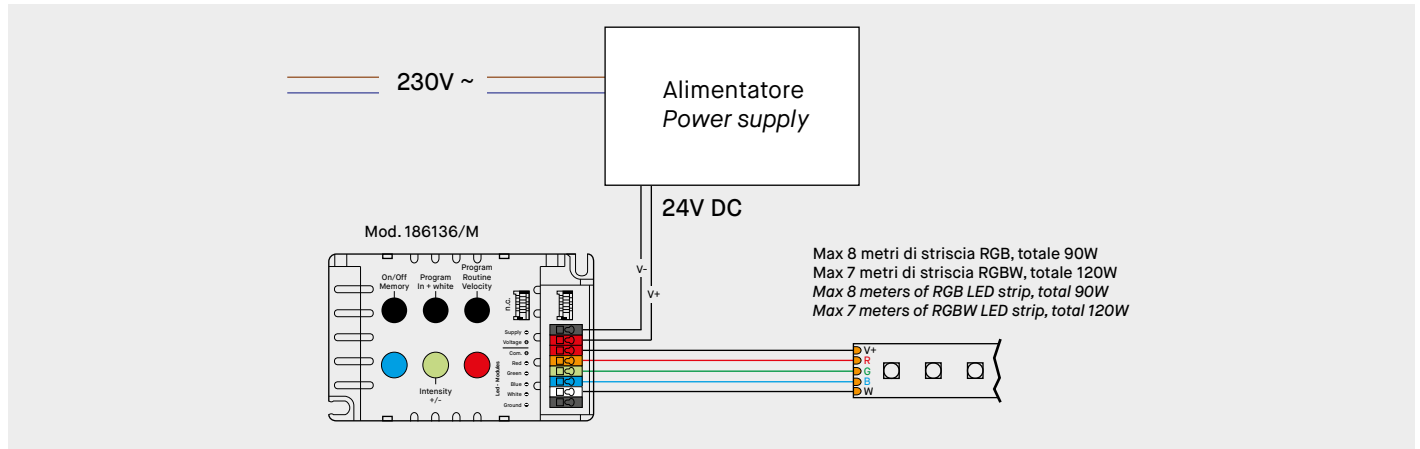 230V ~
Alimentatore
Power supply
24V DC
Mod. 186136/M
V-
V+
Max 8 metri di striscia RGB, totale 90W
Max 7 metri di striscia RGBW, totale 120W
Max 8 meters of RGB LED strip, total 90W
Max 7 meters of RGBW LED strip, total 120W
On/Off
Memory
Program
In + white
Program
Routine
Velocity
n.c.
Supply
Voltage
Com.
Red
Green
Blue
White
Ground
Led - Modules
Intensity
+/-
V+
R
G
B
W